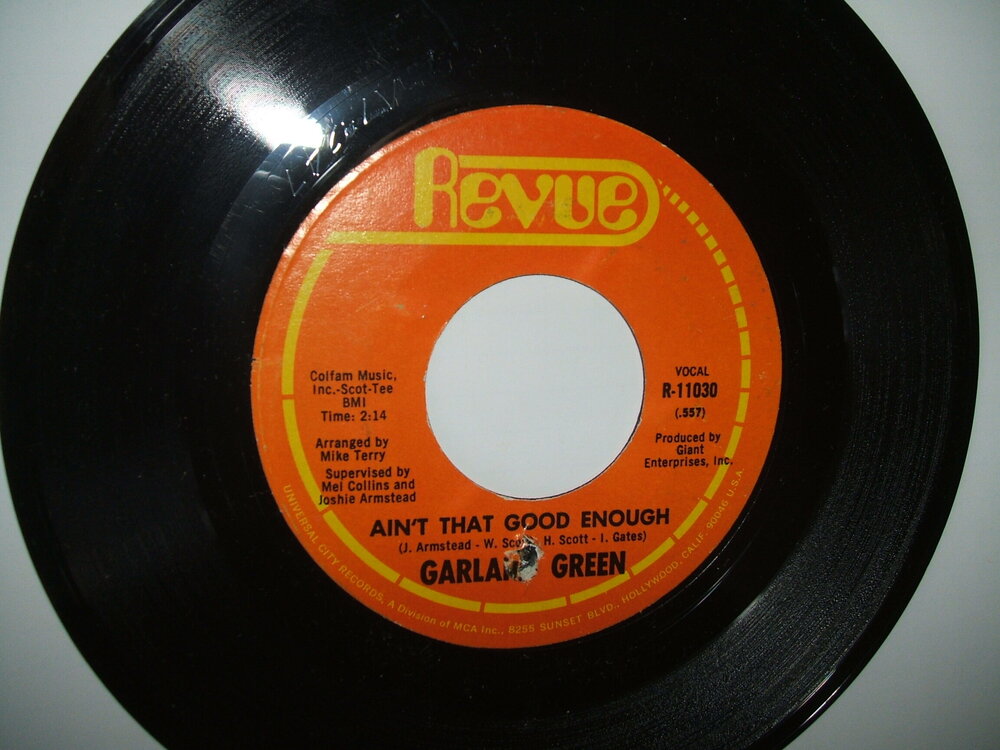 Revue
Colfam Music,
Inc.-Scot-Tee
BMI
Time: 2:14
Arranged by
Mike Terry
Supervised by
Mel Collins and
Joshie Armstead
VOCAL
R-11030
(.557)
Produced by
Giant
Enterprises, Inc.
AIN'T THAT GOOD ENOUGH
(J. Armstead - W. Scott - H. Scott - I. Gates)
GARLAND GREEN
UNIVERSAL CITY RECORDS, A Division of MCA Inc., 8255 SUNSET BLVD., HOLLYWOOD, CALIF. 90046 U.S.A.